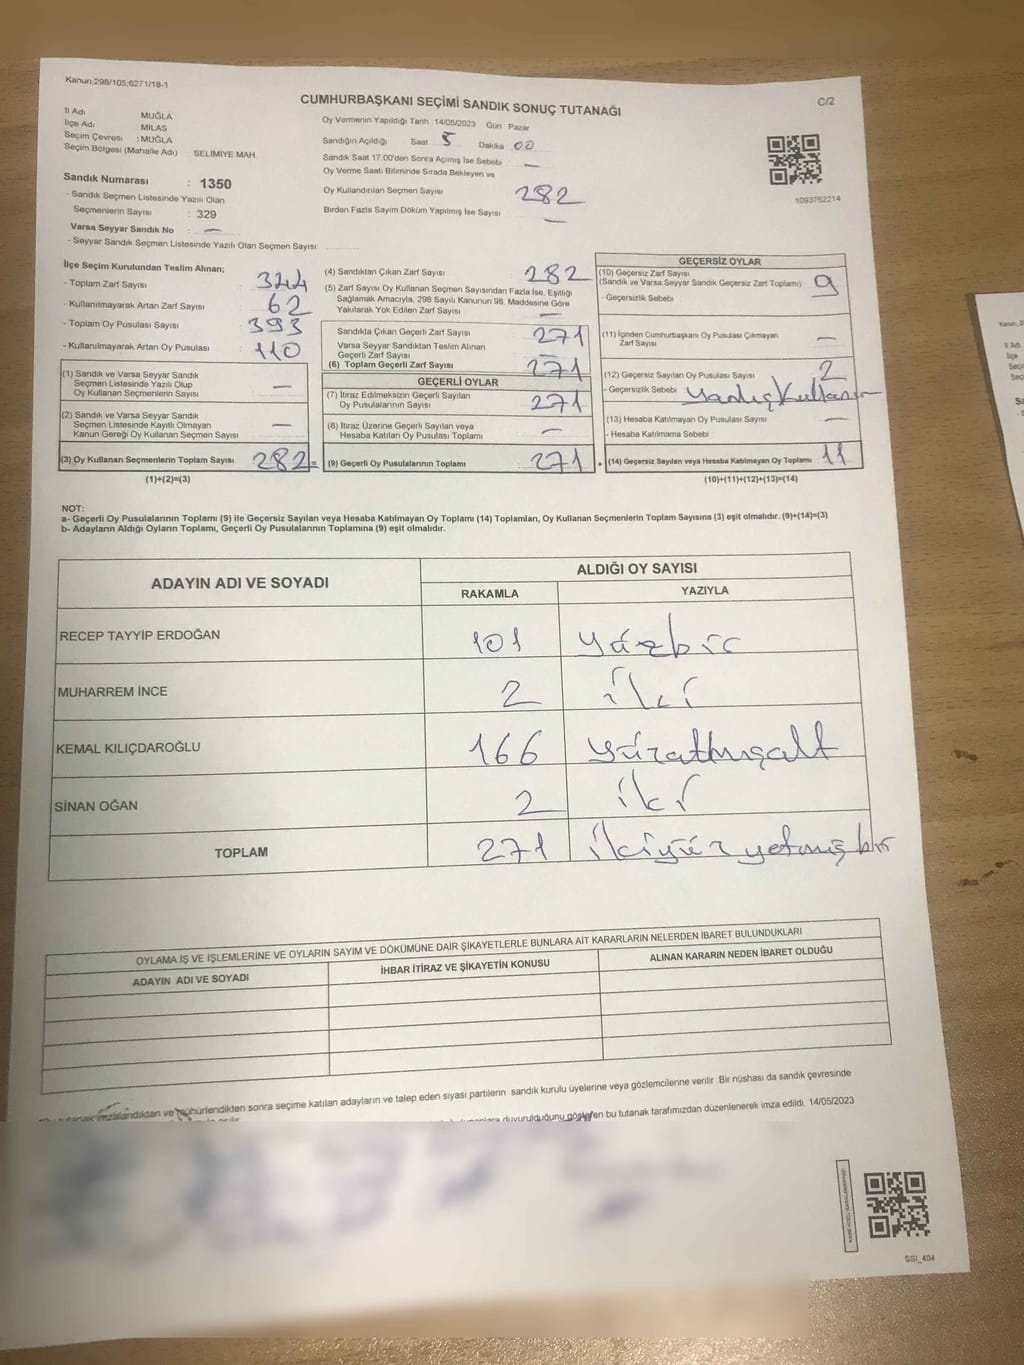 Kanun,298/105,6271/18-1
CUMHURBAŞKANI SEÇİMİ SANDIK SONUÇ TUTANAĞI
C/2
İl Adı MUĞLA
İlçe Adı : MİLAS
Seçim Çevresi : MUĞLA
Seçim Bölgesi (Mahalle Adı) SELİMİYE MAH.
Sandık Numarası : 1350
- Sandık Seçmen Listesinde Yazılı Olan
Seçmenlerin Sayısı : 329
Varsa Seyyar Sandık No : —
- Seyyar Sandık Seçmen Listesinde Yazılı Olan Seçmen Sayısı:
Oy Vermenin Yapıldığı Tarih :14/05/2023 Gün : Pazar
Sandığın Açıldığı Saat 5 Dakika 00
Sandık Saat 17.00'den Sonra Açımış İse Sebebi —
Oy Verme Saati Bitiminde Sırada Bekleyen ve
Oy Kullandırılan Seçmen Sayısı 282
Birden Fazla Sayım Döküm Yapılmış İse Sayısı —
1093762214
İlçe Seçim Kurulundan Teslim Alınan;
- Toplam Zarf Sayısı 344
- Kullanılmayarak Artan Zarf Sayısı 62
- Toplam Oy Pusulası Sayısı 393
- Kullanılmayarak Artan Oy Pusulası 110
(1) Sandık ve Varsa Seyyar Sandık
Seçmen Listesinde Yazılı Olup
Oy Kullanan Seçmenlerin Sayısı —
(2) Sandık ve Varsa Seyyar Sandık
Seçmen Listesinde Kayıtlı Olmayan
Kanun Gereği Oy Kullanan Seçmen Sayısı —
(3) Oy Kullanan Seçmenlerin Toplam Sayısı 282 =
(1)+(2)=(3)
(4) Sandıktan Çıkan Zarf Sayısı 282
(5) Zarf Sayısı Oy Kullanan Seçmen Sayısından Fazla İse, Eşitliği
Sağlamak Amacıyla, 298 Sayılı Kanunun 98. Maddesine Göre
Yakılarak Yok Edilen Zarf Sayısı —
Sandıkta Çıkan Geçerli Zarf Sayısı 271
Varsa Seyyar Sandıktan Teslim Alınan
Geçerli Zarf Sayısı —
(6) Toplam Geçerli Zarf Sayısı 271
GEÇERLİ OYLAR
(7) İtiraz Edilmeksizin Geçerli Sayılan
Oy Pusulalarının Sayısı 271
(8) İtiraz Üzerine Geçerli Sayılan veya
Hesaba Katılan Oy Pusulası Toplamı —
(9) Geçerli Oy Pusulalarının Toplamı 271 +
GEÇERSİZ OYLAR
(10) Geçersiz Zarf Sayısı
(Sandık ve Varsa Seyyar Sandık Geçersiz Zarf Toplamı) 9
- Geçersizlik Sebebi
(11) İçinden Cumhurbaşkanı Oy Pusulası Çıkmayan
Zarf Sayısı —
(12) Geçersiz Sayılan Oy Pusulası Sayısı 2
- Geçersizlik Sebebi Yanlış Kullanım
(13) Hesaba Katılmayan Oy Pusulası Sayısı —
- Hesaba Katılmama Sebebi
(14) Geçersiz Sayılan veya Hesaba Katılmayan Oy Toplamı 11
(10)+(11)+(12)+(13)=(14)
NOT:
a- Geçerli Oy Pusulalarının Toplamı (9) ile Geçersiz Sayılan veya Hesaba Katılmayan Oy Toplamı (14) Toplamları, Oy Kullanan Seçmenlerin Toplam Sayısına (3) eşit olmalıdır. (9)+(14)=(3)
b- Adayların Aldığı Oyların Toplamı, Geçerli Oy Pusulalarının Toplamına (9) eşit olmalıdır.
ADAYIN ADI VE SOYADI ALDIĞI OY SAYISI
RAKAMLA YAZIYLA
RECEP TAYYİP ERDOĞAN 101 yüzbir
MUHARREM İNCE 2 iki
KEMAL KILIÇDAROĞLU 166 yüzatmışaltı
SİNAN OĞAN 2 iki
TOPLAM 271 ikiyüzyetmişbir
OYLAMA İŞ VE İŞLEMLERİNE VE OYLARIN SAYIM VE DÖKÜMÜNE DAİR ŞİKAYETLERLE BUNLARA AİT KARARLARIN NELERDEN İBARET BULUNDUKLARI
ADAYIN ADI VE SOYADI İHBAR İTİRAZ VE ŞİKAYETİN KONUSU ALINAN KARARIN NEDEN İBARET OLDUĞU
tutanak imzalandıktan ve mühürlendikten sonra seçime katılan adayların ve talep eden siyasi partilerin sandık kurulu üyelerine veya gözlemcilerine verilir. Bir nüshası da sandık çevresinde
duyurulduğunu gösteren bu tutanak tarafımızdan düzenlenerek imza edildi. 14/05/2023
SSI_404
Kanun, 29
İl Adı
İlçe
Seç
Seç